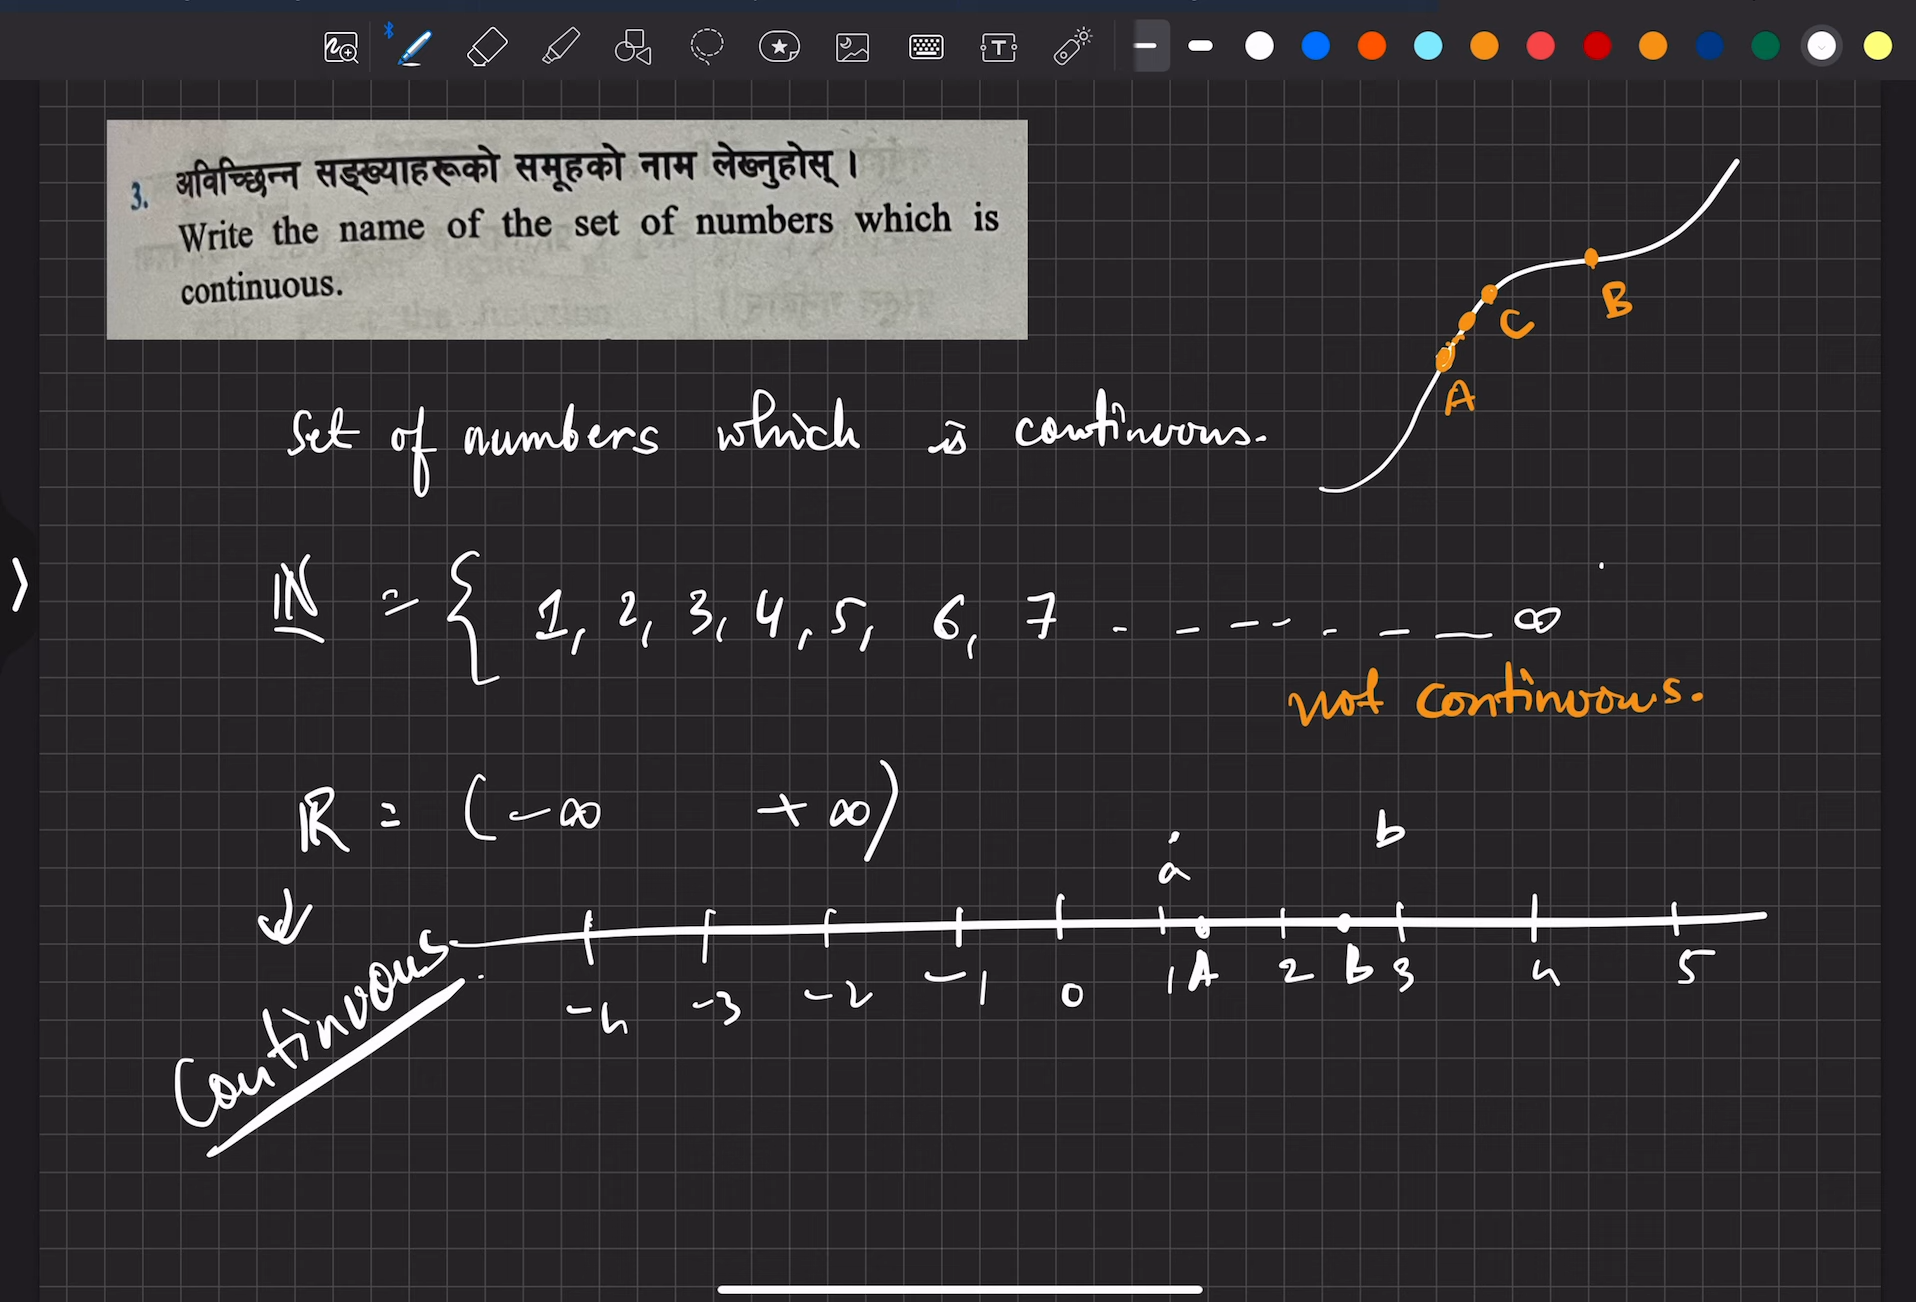 3. अविच्छिन्न सङ्ख्याहरूको समूहको नाम लेख्नुहोस् ।
Write the name of the set of numbers which is
continuous.
C
B
A
Set of numbers which is continuous.
ℕ = { 1, 2, 3, 4, 5, 6, 7 - - - - - - - ∞
not continuous.
ℝ = (-∞ +∞)
a b
Continuous
-4 -3 -2 -1 0 1 A 2 B 3 4 5